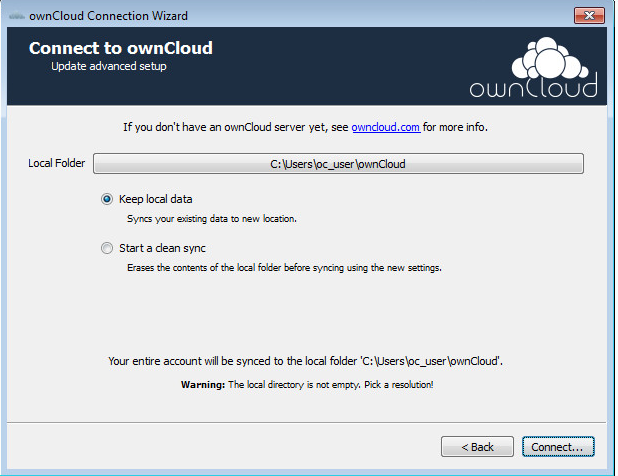 ownCloud Connection Wizard
Connect to ownCloud
Update advanced setup
ownCloud
If you don't have an ownCloud server yet, see owncloud.com for more info.
Local Folder C:\Users\oc_user\ownCloud
Keep local data
Syncs your existing data to new location.
Start a clean sync
Erases the contents of the local folder before syncing using the new settings.
Your entire account will be synced to the local folder 'C:\Users\oc_user\ownCloud'.
Warning: The local directory is not empty. Pick a resolution!
< Back Connect...